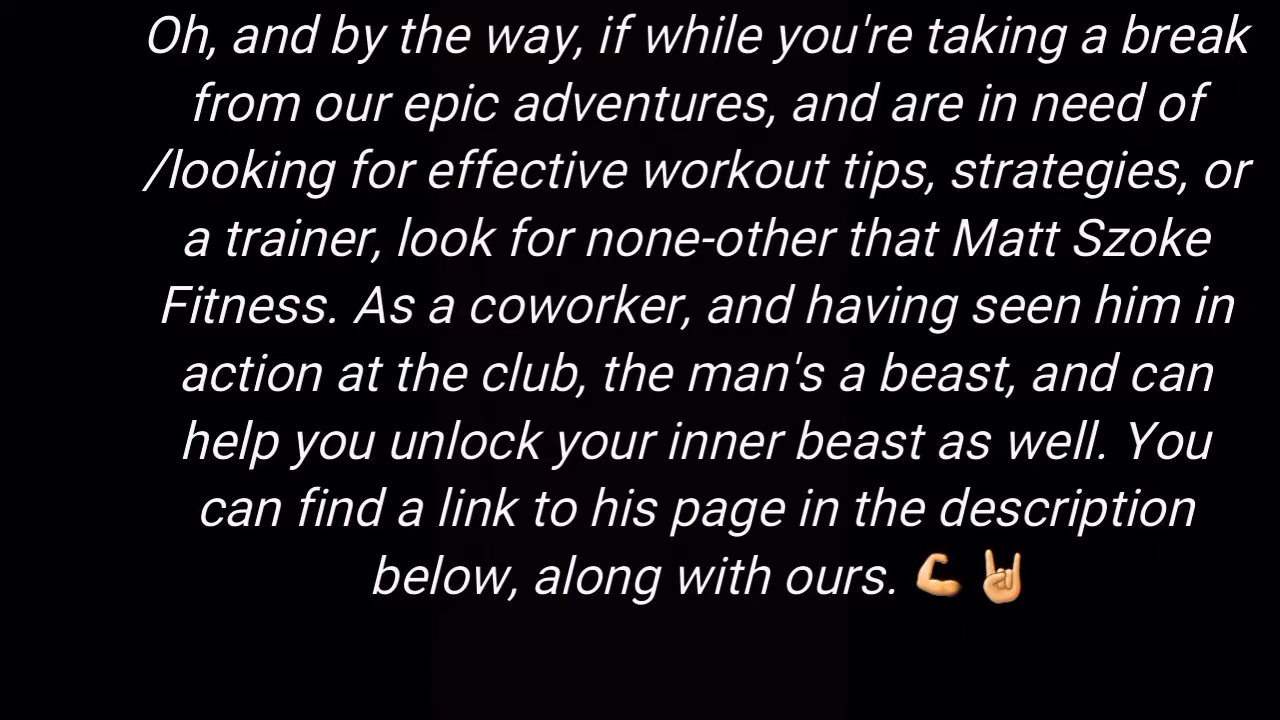 Oh, and by the way, if while you're taking a break
from our epic adventures, and are in need of
/looking for effective workout tips, strategies, or
a trainer, look for none-other that Matt Szoke
Fitness. As a coworker, and having seen him in
action at the club, the man's a beast, and can
help you unlock your inner beast as well. You
can find a link to his page in the description
below, along with ours. 💪🤘